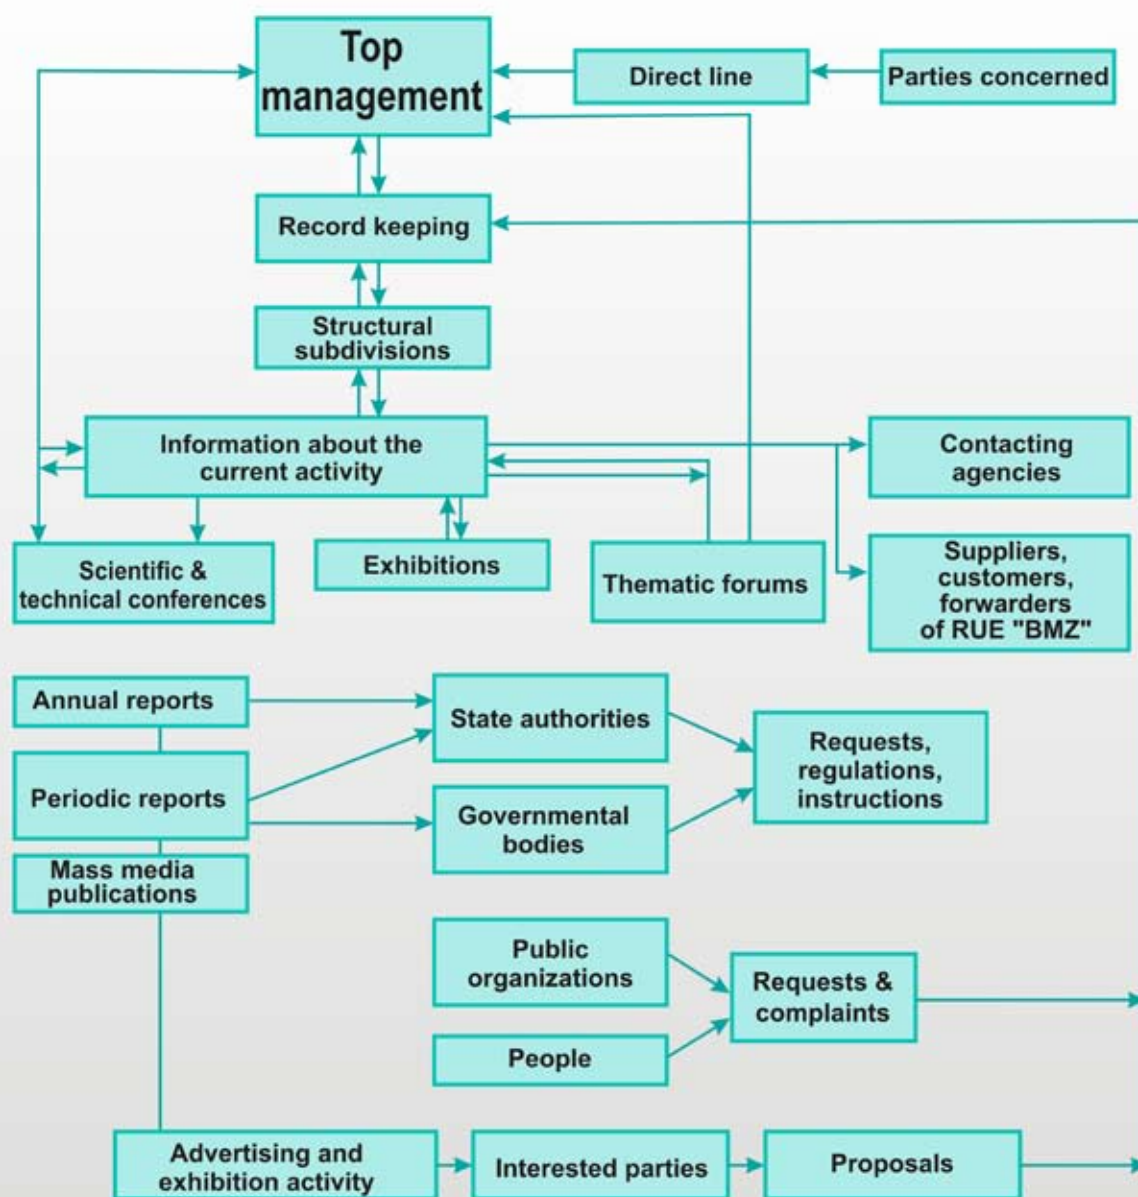 Top
management
Direct line
Parties concerned
Record keeping
Structural
subdivisions
Information about the
current activity
Contacting
agencies
Scientific &
technical conferences
Exhibitions
Thematic forums
Suppliers,
customers,
forwarders
of RUE "BMZ"
Annual reports
State authorities
Requests,
regulations,
instructions
Periodic reports
Governmental
bodies
Mass media
publications
Public
organizations
Requests &
complaints
People
Advertising and
exhibition activity
Interested parties
Proposals